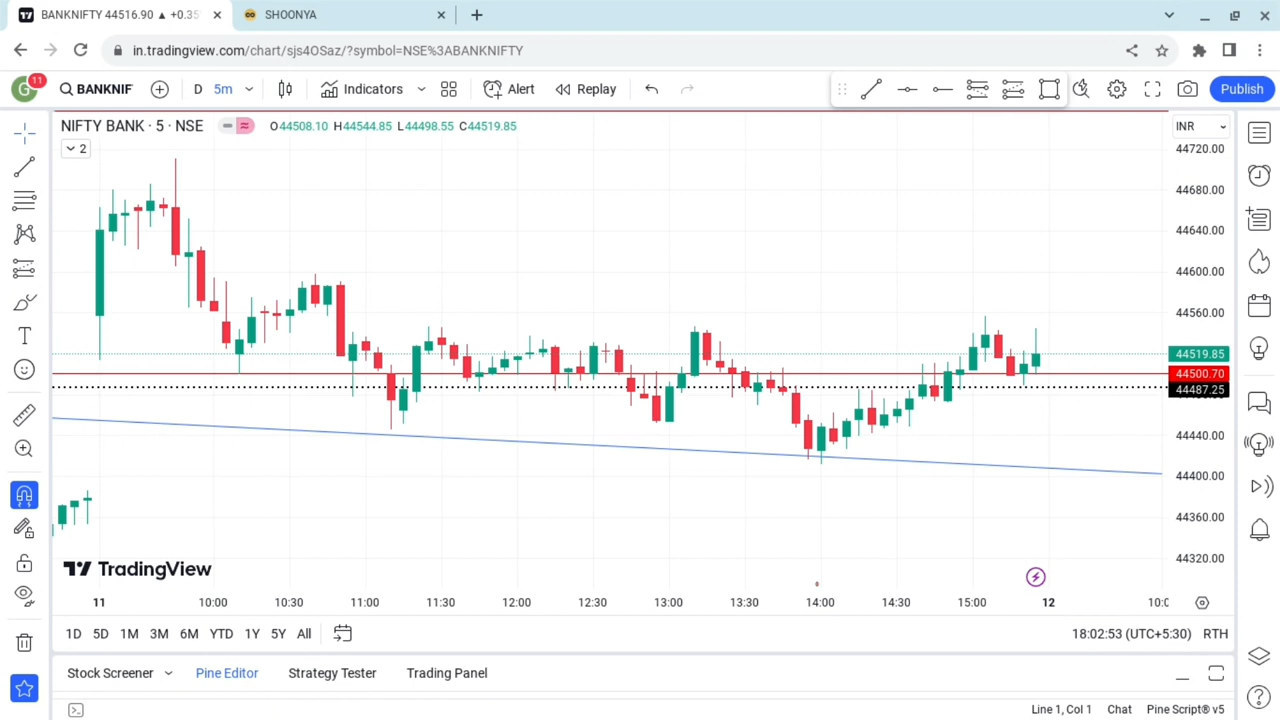 BANKNIFTY 44516.90 ▲ +0.35
SHOONYA
in.tradingview.com/chart/sjs4OSaz/?symbol=NSE%3ABANKNIFTY
G 11 BANKNIF D 5m Indicators Alert Replay Publish
NIFTY BANK · 5 · NSE O44508.10 H44544.85 L44498.55 C44519.85 INR
2
44720.00
44680.00
44640.00
44600.00
44560.00
44519.85
44500.70
44487.25
44440.00
44400.00
44360.00
44320.00
TradingView
11 10:00 10:30 11:00 11:30 12:00 12:30 13:00 13:30 14:00 14:30 15:00 12
1D 5D 1M 3M 6M YTD 1Y 5Y All 18:02:53 (UTC+5:30) RTH
Stock Screener Pine Editor Strategy Tester Trading Panel
Line 1, Col 1 Chat Pine Script® v5